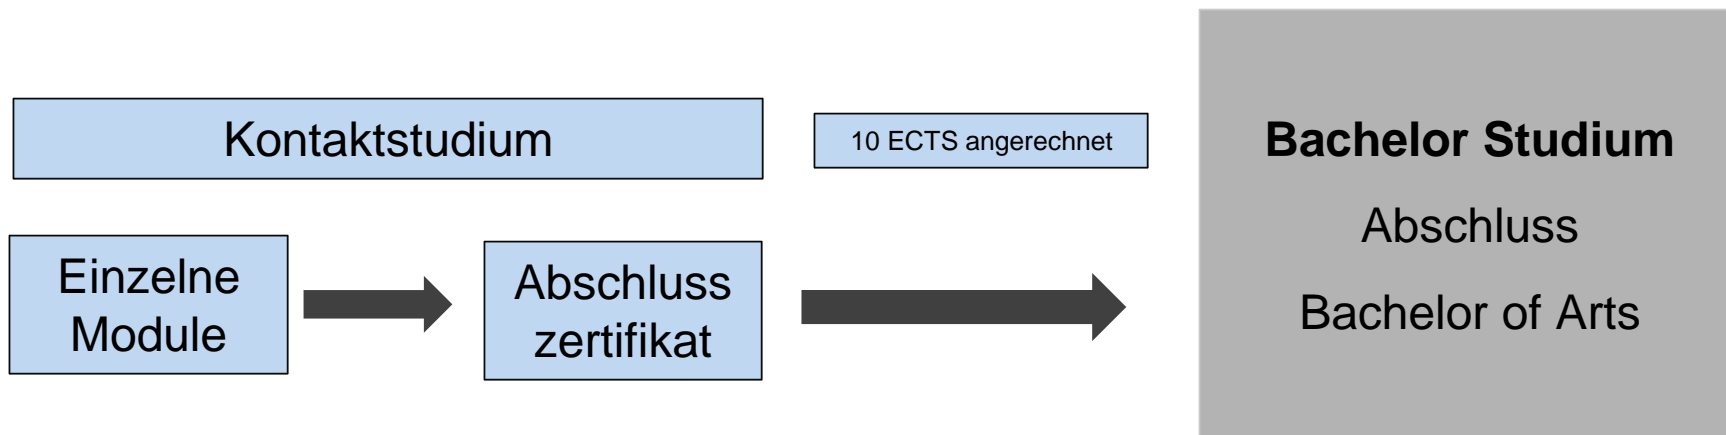 Kontaktstudium
10 ECTS angerechnet
Einzelne
Module
Abschluss
zertifikat
Bachelor Studium
Abschluss
Bachelor of Arts